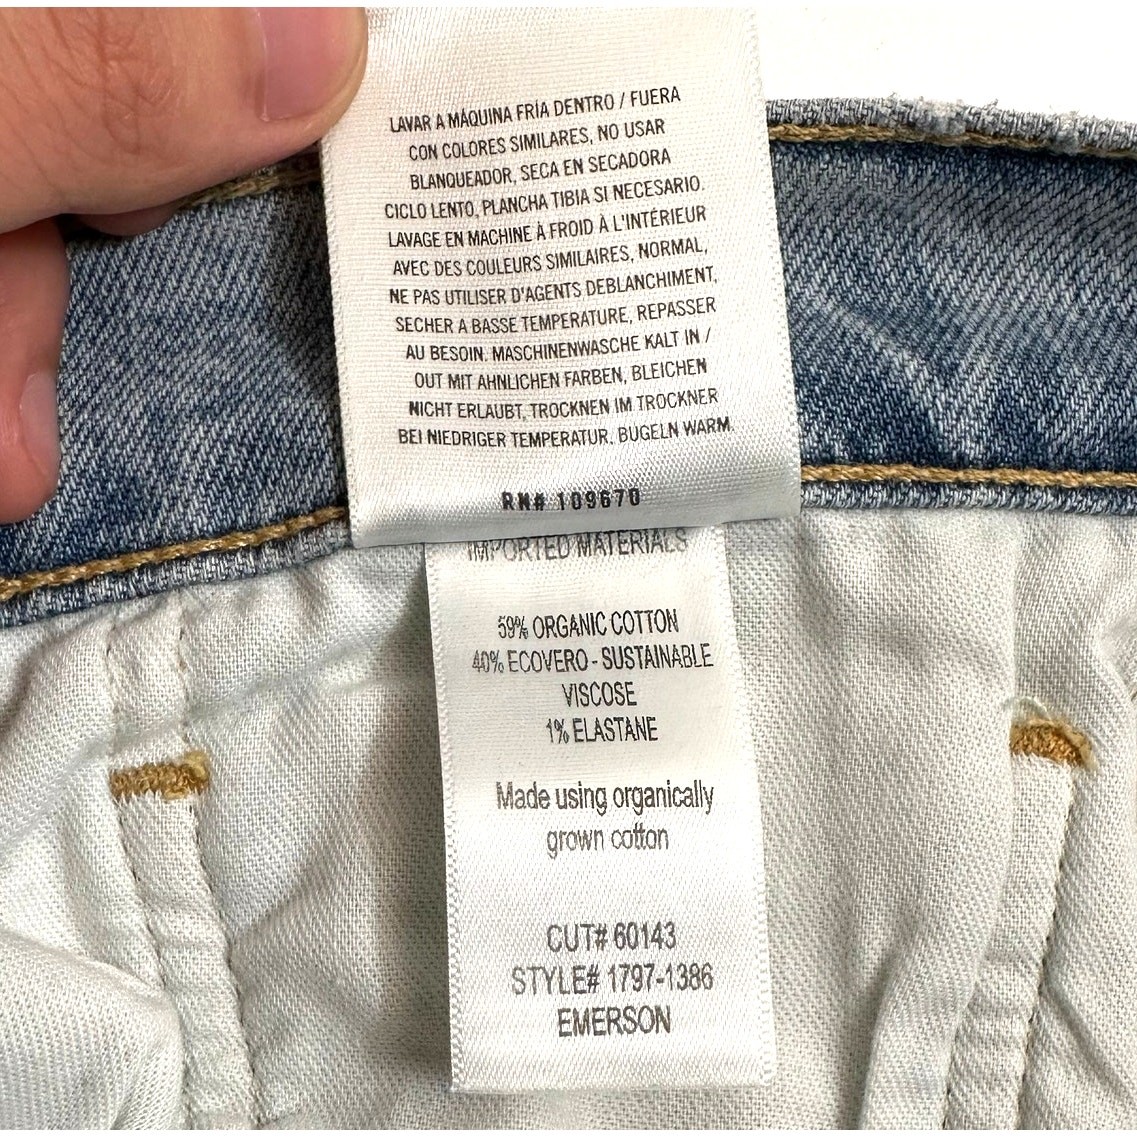 LAVAR A MÁQUINA FRÍA DENTRO / FUERA
CON COLORES SIMILARES, NO USAR
BLANQUEADOR, SECA EN SECADORA
CICLO LENTO, PLANCHA TIBIA SI NECESARIO.
LAVAGE EN MACHINE À FROID À L'INTÉRIEUR
AVEC DES COULEURS SIMILAIRES, NORMAL,
NE PAS UTILISER D'AGENTS DEBLANCHIMENT,
SECHER A BASSE TEMPERATURE, REPASSER
AU BESOIN. MASCHINENWASCHE KALT IN /
OUT MIT AHNLICHEN FARBEN, BLEICHEN
NICHT ERLAUBT, TROCKNEN IM TROCKNER
BEI NIEDRIGER TEMPERATUR. BUGELN WARM.
RN# 109670
IMPORTED MATERIALS
59% ORGANIC COTTON
40% ECOVERO - SUSTAINABLE
VISCOSE
1% ELASTANE
Made using organically
grown cotton
CUT# 60143
STYLE# 1797-1386
EMERSON